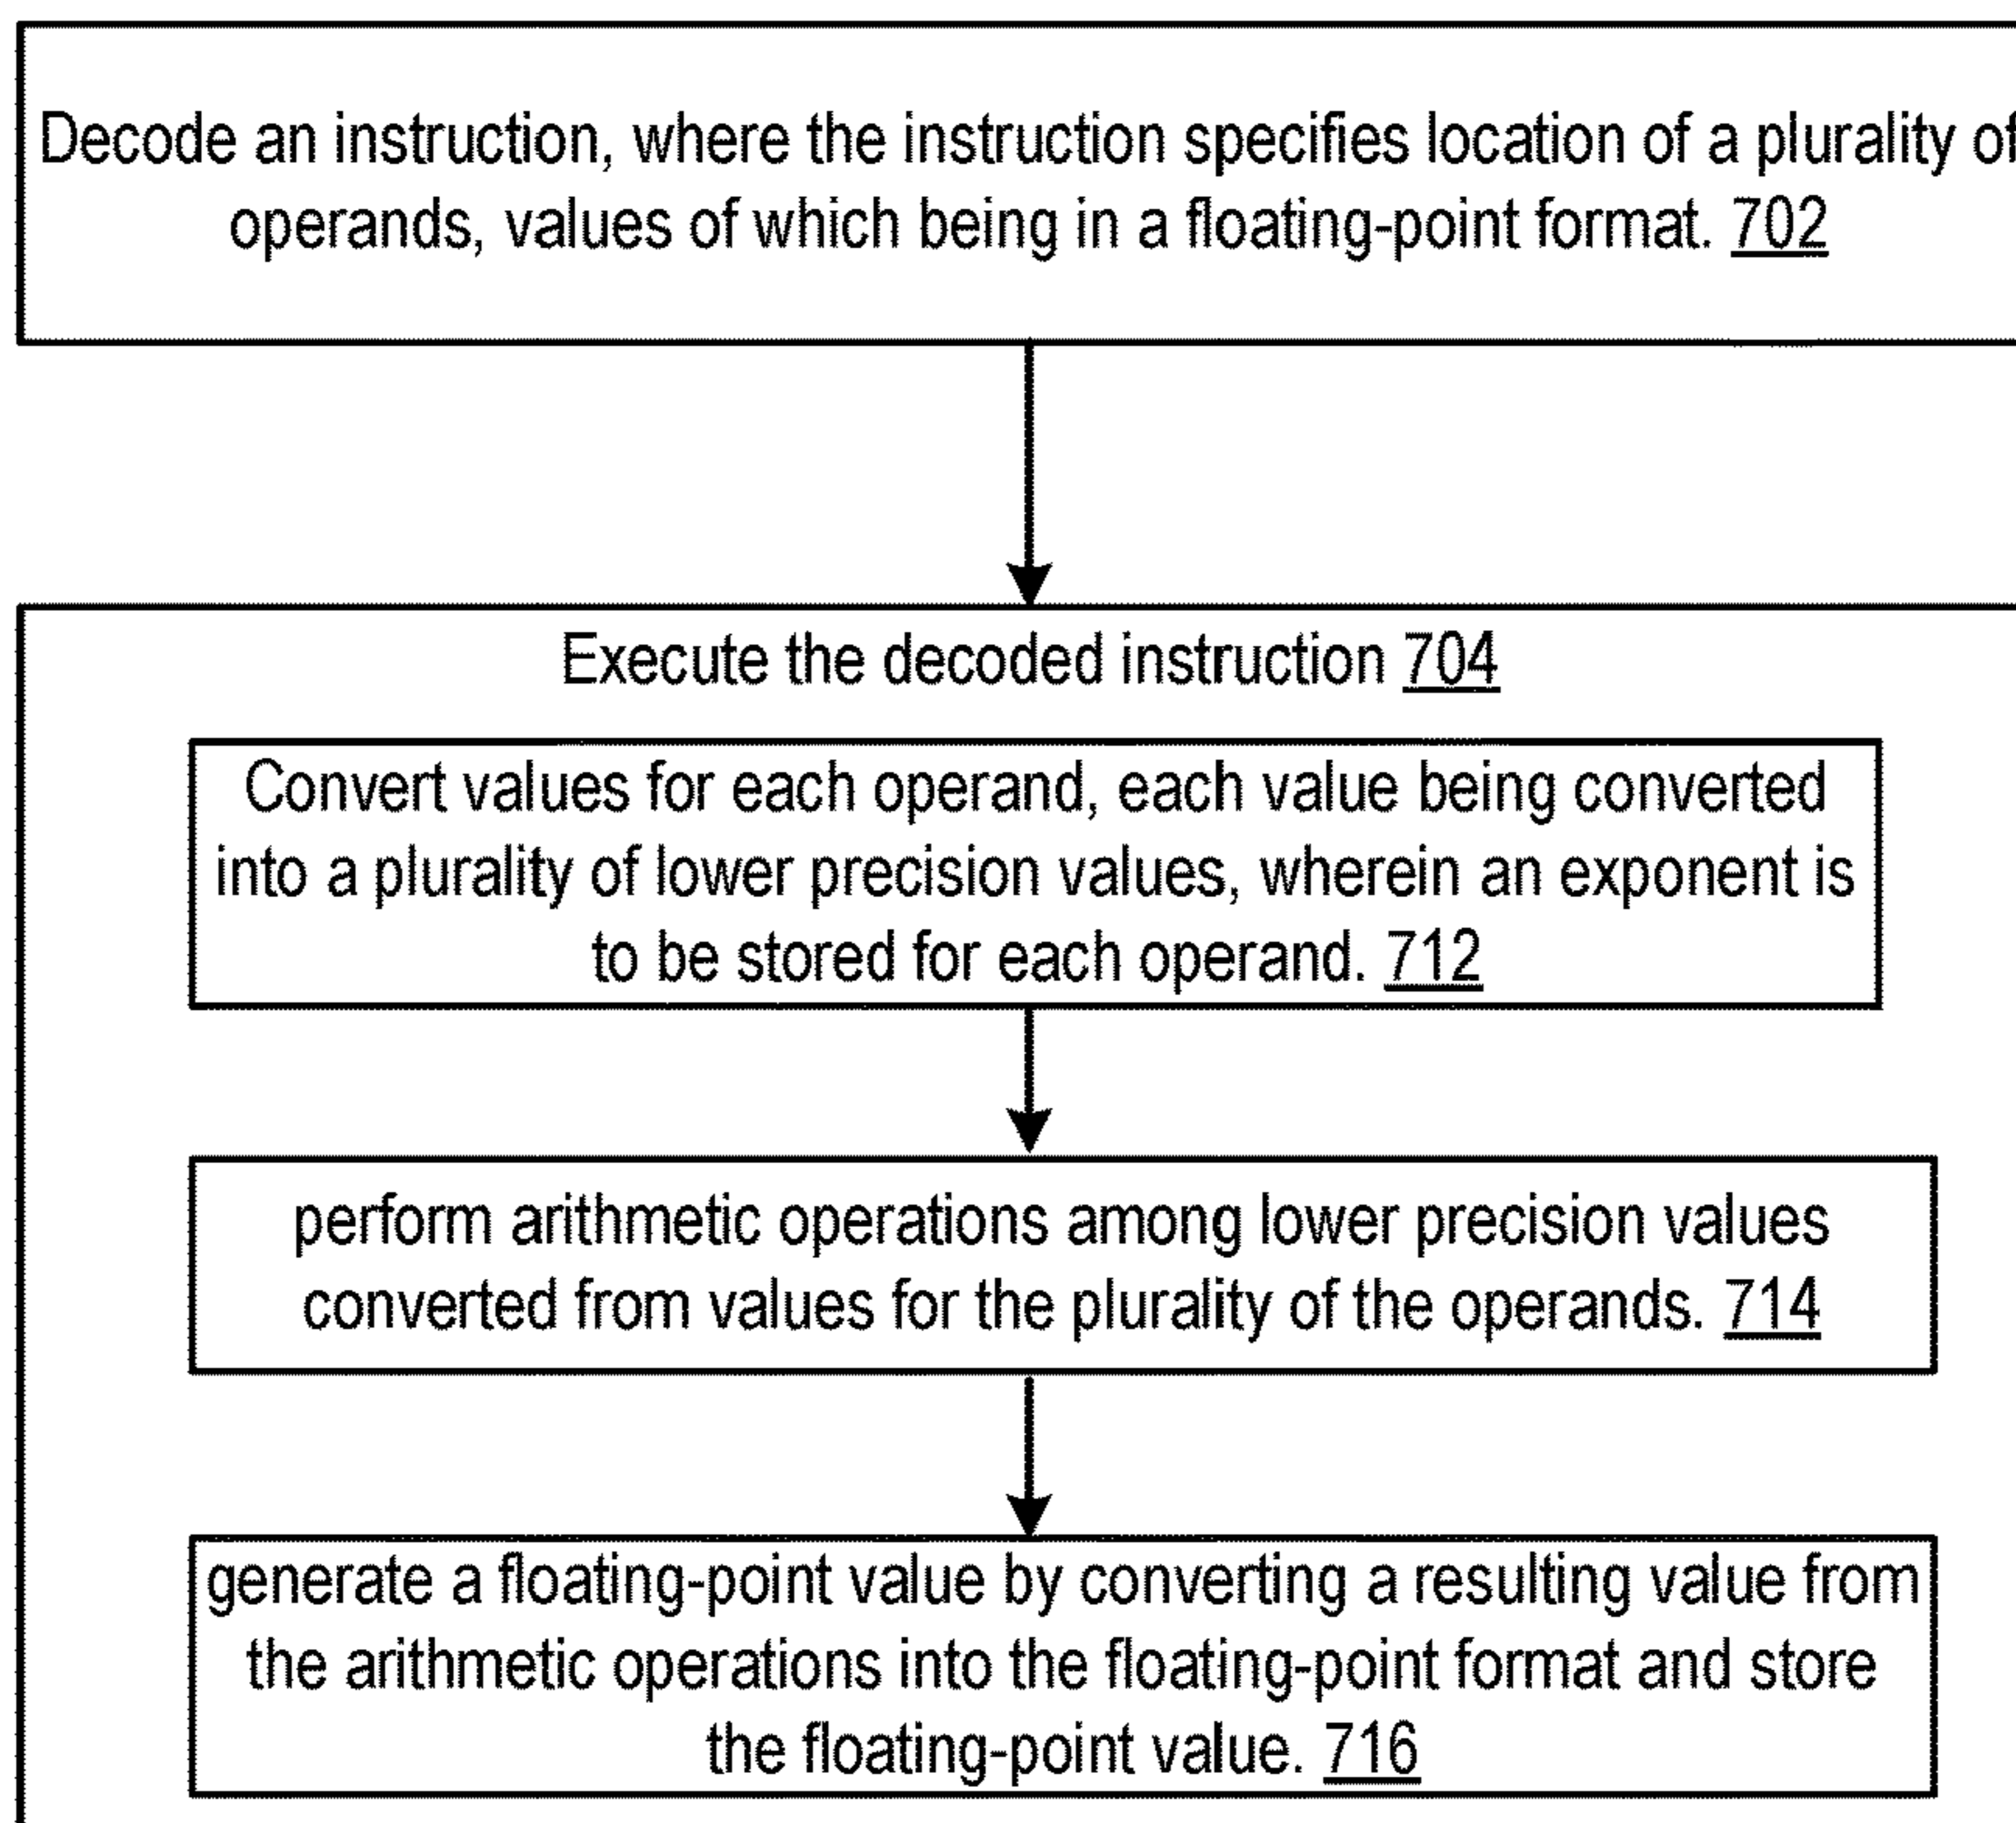 Decode an instruction, where the instruction specifies location of a plurality of
operands, values of which being in a floating-point format. 702
Execute the decoded instruction 704
Convert values for each operand, each value being converted
into a plurality of lower precision values, wherein an exponent is
to be stored for each operand. 712
perform arithmetic operations among lower precision values
converted from values for the plurality of the operands. 714
generate a floating-point value by converting a resulting value from
the arithmetic operations into the floating-point format and store
the floating-point value. 716